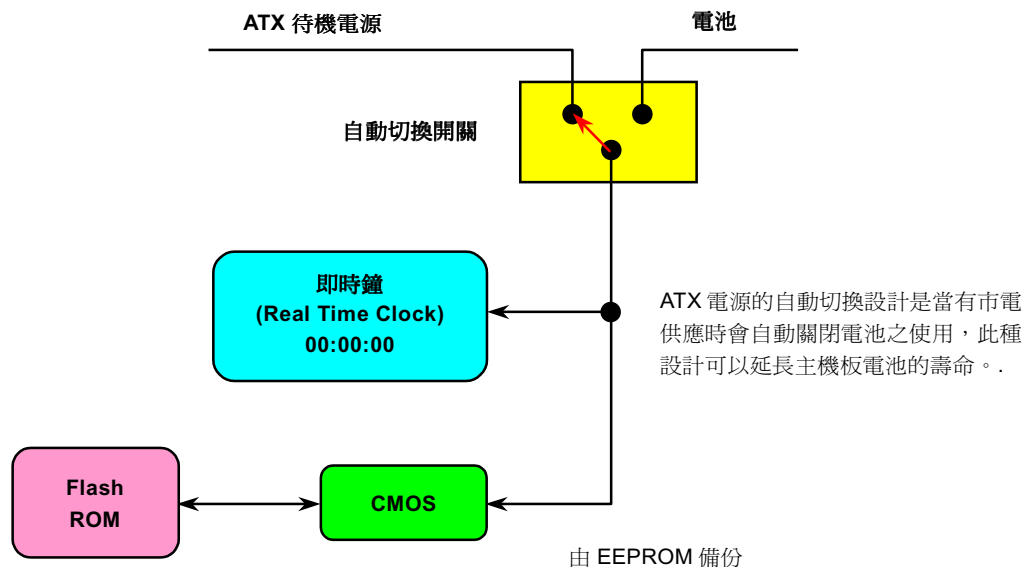 ATX 待機電源
電池
自動切換開關
即時鐘
(Real Time Clock)
00:00:00
ATX 電源的自動切換設計是當有市電
供應時會自動關閉電池之使用，此種
設計可以延長主機板電池的壽命。.
Flash
ROM
CMOS
由 EEPROM 備份